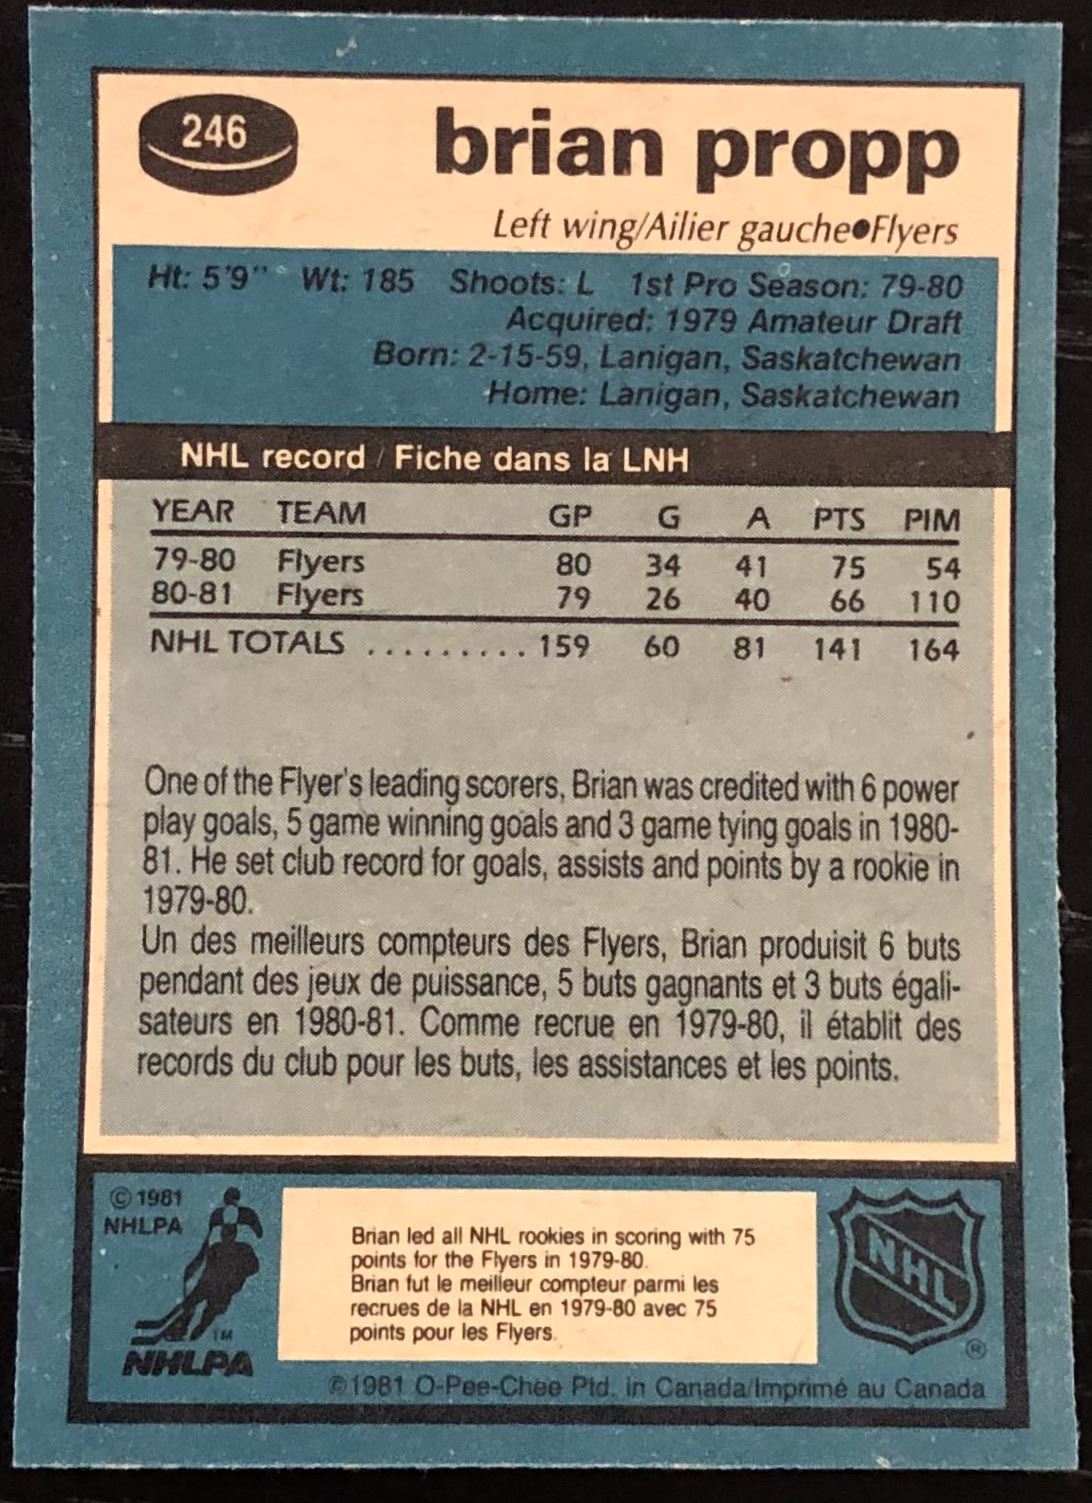 246
brian propp
Left wing/Ailier gauche●Flyers
Ht: 5'9" Wt: 185 Shoots: L 1st Pro Season: 79-80
Acquired: 1979 Amateur Draft
Born: 2-15-59, Lanigan, Saskatchewan
Home: Lanigan, Saskatchewan
NHL record / Fiche dans la LNH
YEAR TEAM GP G A PTS PIM
79-80 Flyers 80 34 41 75 54
80-81 Flyers 79 26 40 66 110
NHL TOTALS .......... 159 60 81 141 164
One of the Flyer's leading scorers, Brian was credited with 6 power
play goals, 5 game winning goals and 3 game tying goals in 1980-
81. He set club record for goals, assists and points by a rookie in
1979-80.
Un des meilleurs compteurs des Flyers, Brian produisit 6 buts
pendant des jeux de puissance, 5 buts gagnants et 3 buts égali-
sateurs en 1980-81. Comme recrue en 1979-80, il établit des
records du club pour les buts, les assistances et les points.
© 1981
NHLPA
TM
NHLPA
Brian led all NHL rookies in scoring with 75
points for the Flyers in 1979-80.
Brian fut le meilleur compteur parmi les
recrues de la NHL en 1979-80 avec 75
points pour les Flyers.
NHL
®
©1981 O-Pee-Chee Ptd. in Canada/Imprimé au Canada